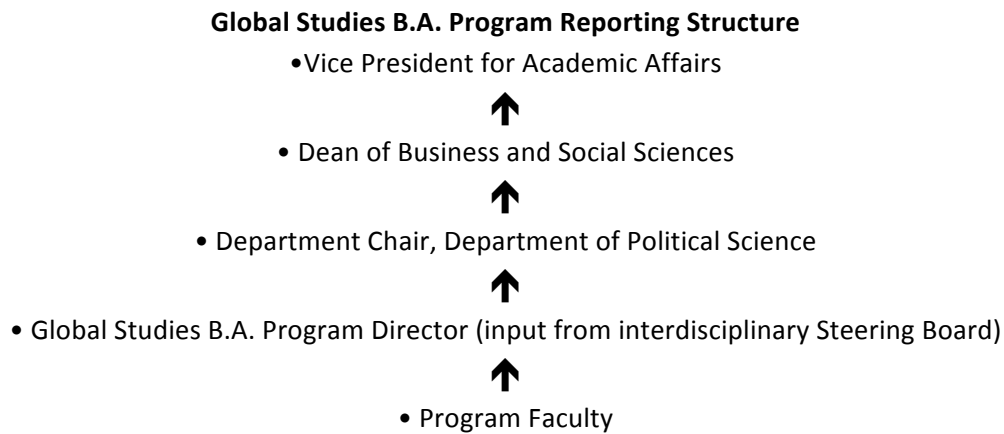 Global Studies B.A. Program Reporting Structure
•Vice President for Academic Affairs
• Dean of Business and Social Sciences
• Department Chair, Department of Political Science
• Global Studies B.A. Program Director (input from interdisciplinary Steering Board)
• Program Faculty